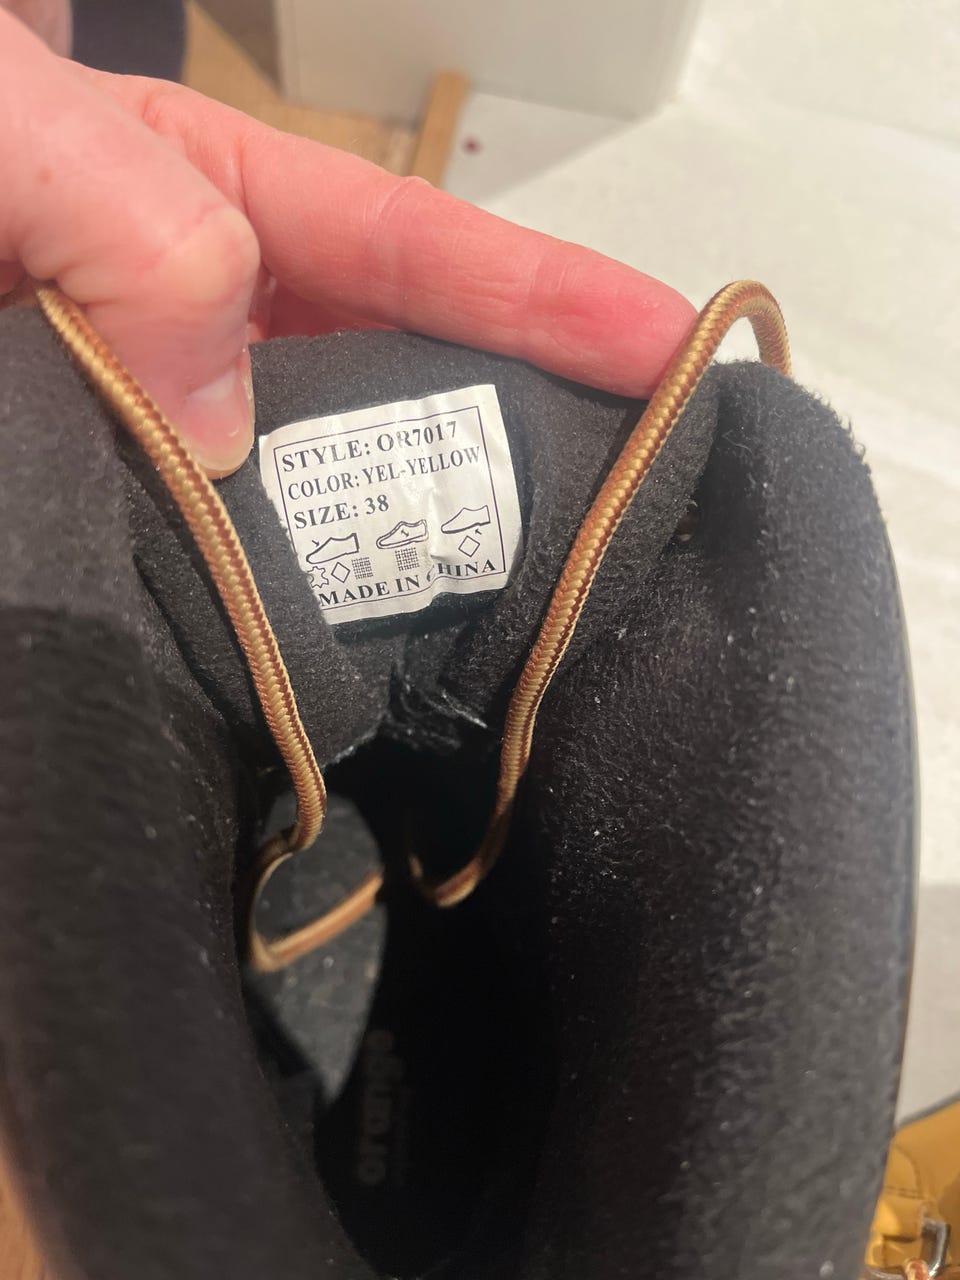 STYLE: OR7017
COLOR: YEL-YELLOW
SIZE: 38
MADE IN CHINA